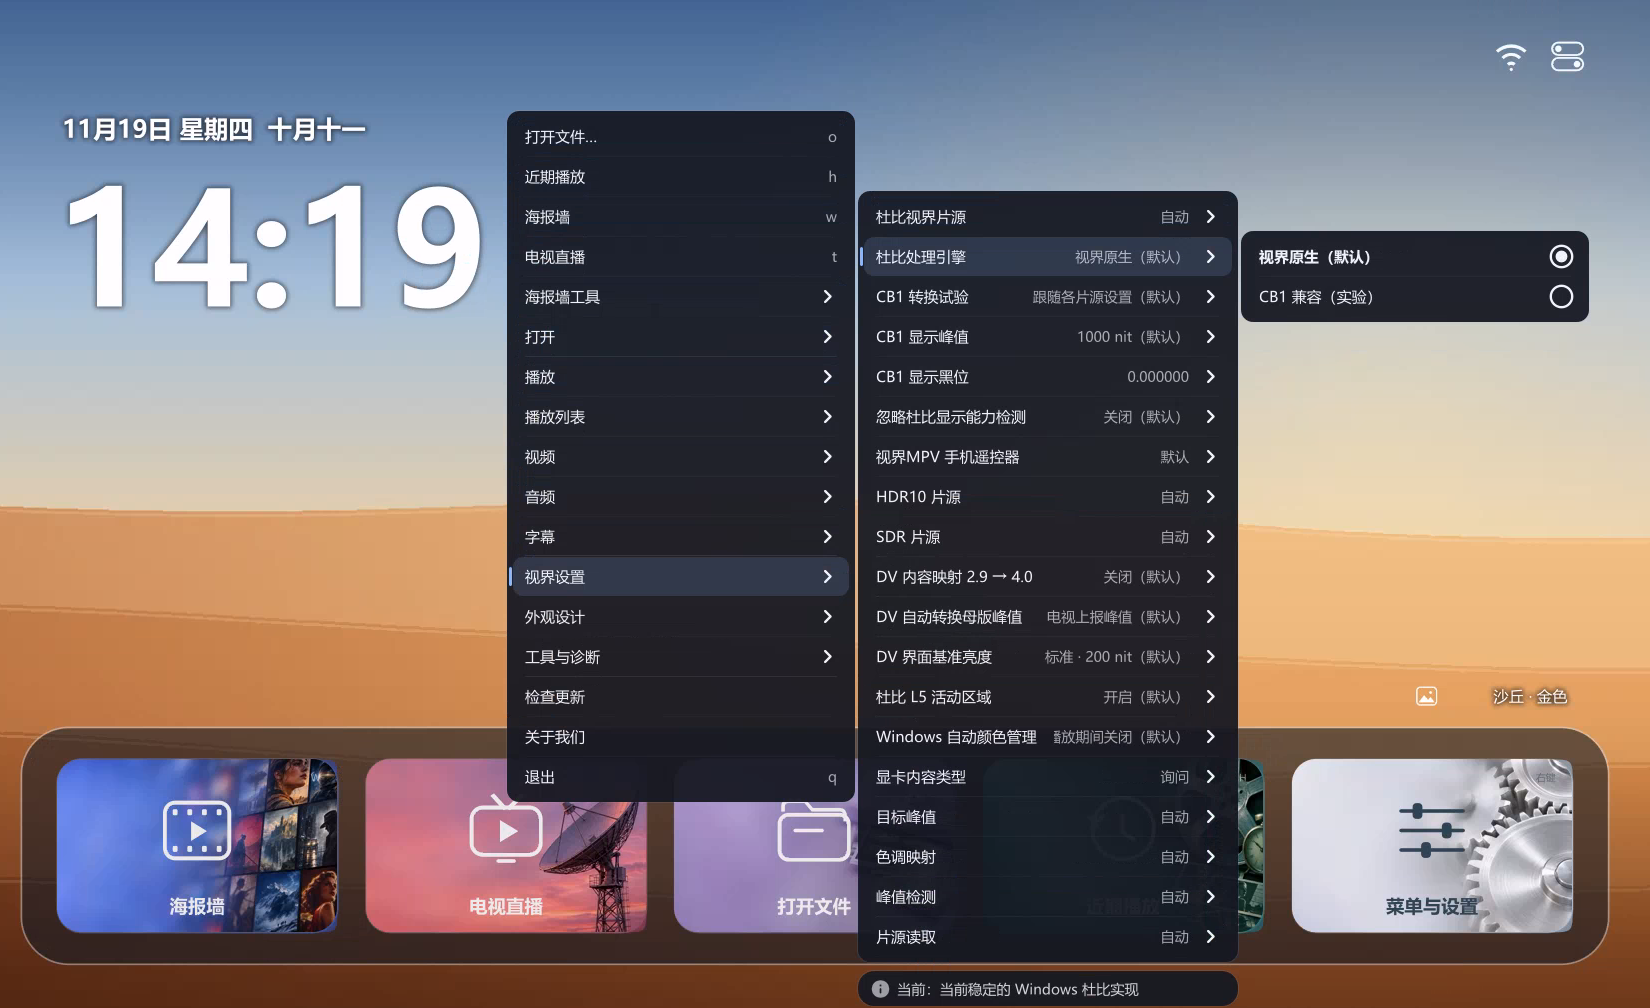 11月19日 星期四 十月十一
14:19
打开文件... o
近期播放 h
海报墙 w
电视直播 t
海报墙工具
打开
播放
播放列表
视频
音频
字幕
视界设置
外观设计
工具与诊断
检查更新
关于我们
退出 q
杜比视界片源 自动
杜比处理引擎 视界原生（默认）
CB1 转换试验 跟随各片源设置（默认）
CB1 显示峰值 1000 nit（默认）
CB1 显示黑位 0.000000
忽略杜比显示能力检测 关闭（默认）
视界MPV 手机遥控器 默认
HDR10 片源 自动
SDR 片源 自动
DV 内容映射 2.9 → 4.0 关闭（默认）
DV 自动转换母版峰值 电视上报峰值（默认）
DV 界面基准亮度 标准 · 200 nit（默认）
杜比 L5 活动区域 开启（默认）
Windows 自动颜色管理 放期间关闭（默认）
显卡内容类型 询问
目标峰值 自动
色调映射 自动
峰值检测 自动
片源读取 自动
当前：当前稳定的 Windows 杜比实现
视界原生（默认）
CB1 兼容（实验）
沙丘 · 金色
海报墙
电视直播
打开文件
近期播放
H
右键
菜单与设置